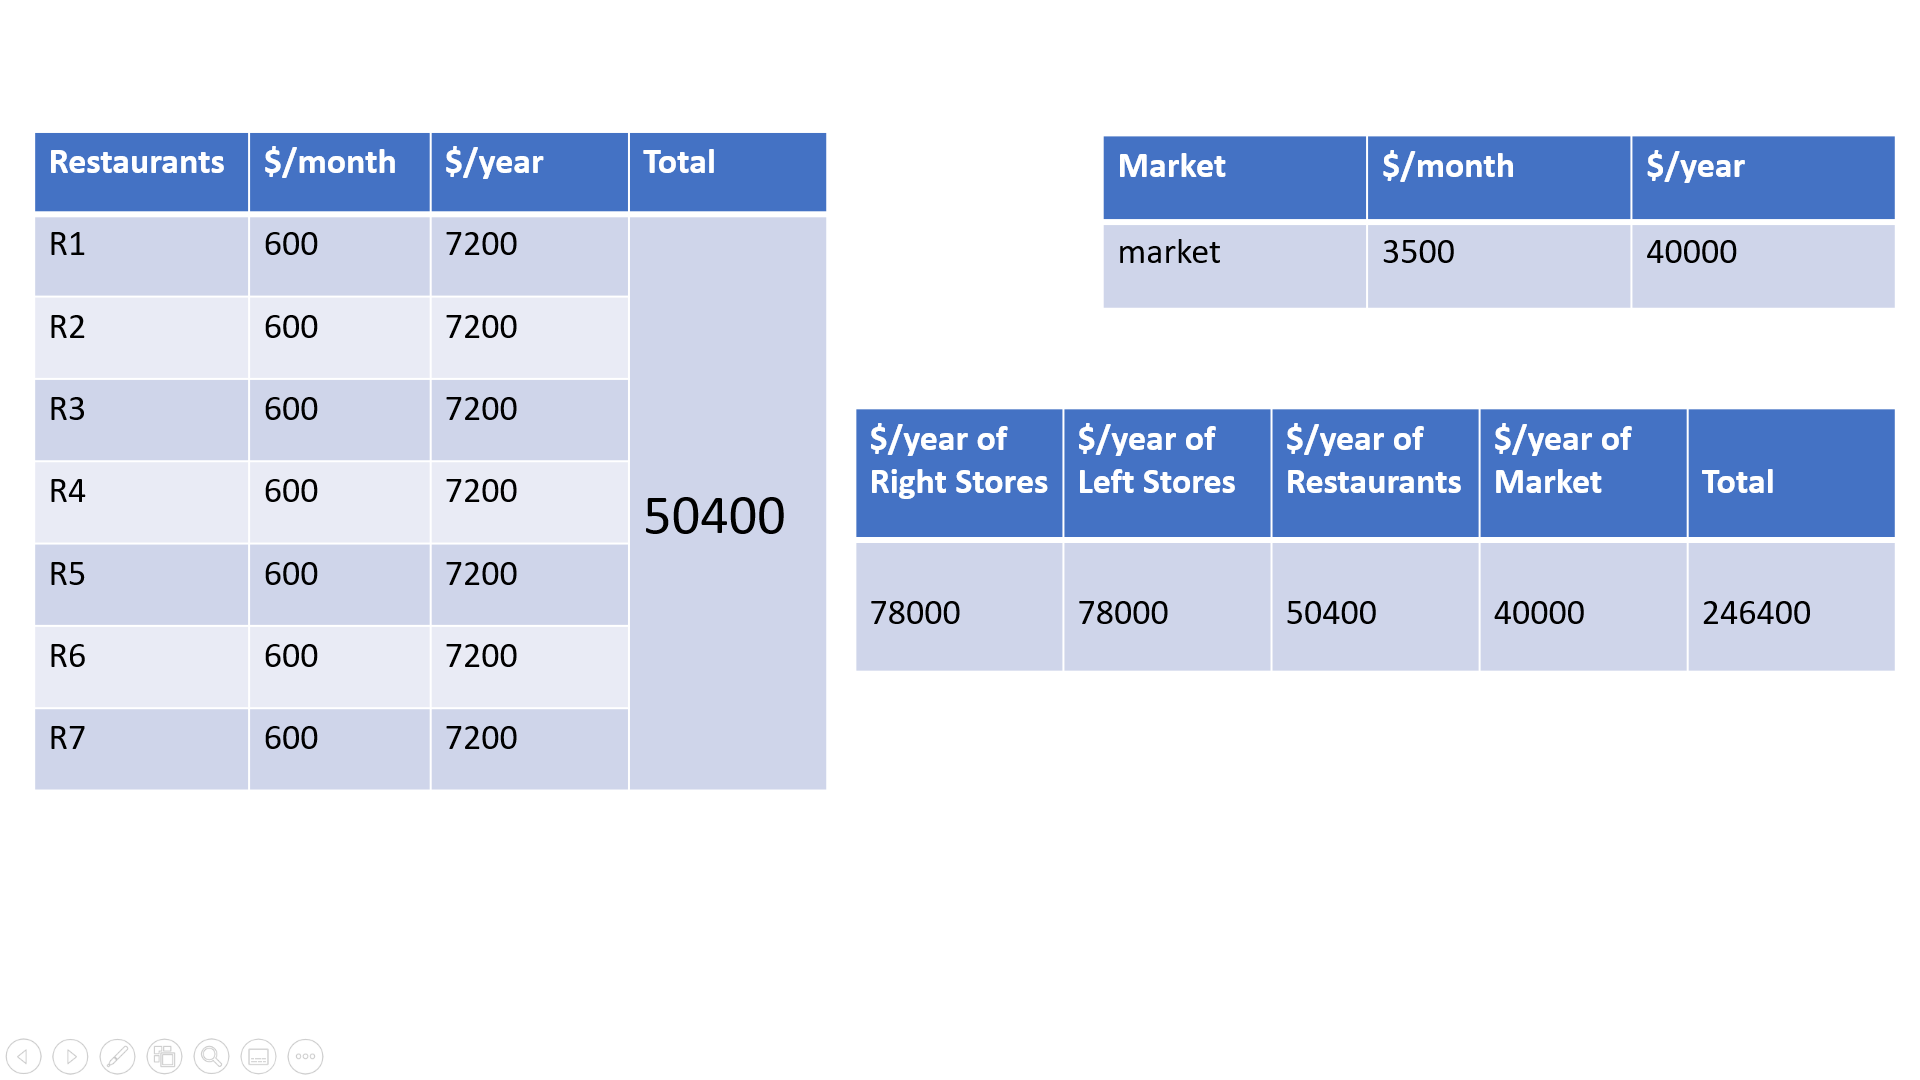 Restaurants $/month $/year Total
R1 600 7200
R2 600 7200
R3 600 7200
R4 600 7200
50400
R5 600 7200
R6 600 7200
R7 600 7200
Market $/month $/year
market 3500 40000
$/year of Right Stores $/year of Left Stores $/year of Restaurants $/year of Market Total
78000 78000 50400 40000 246400